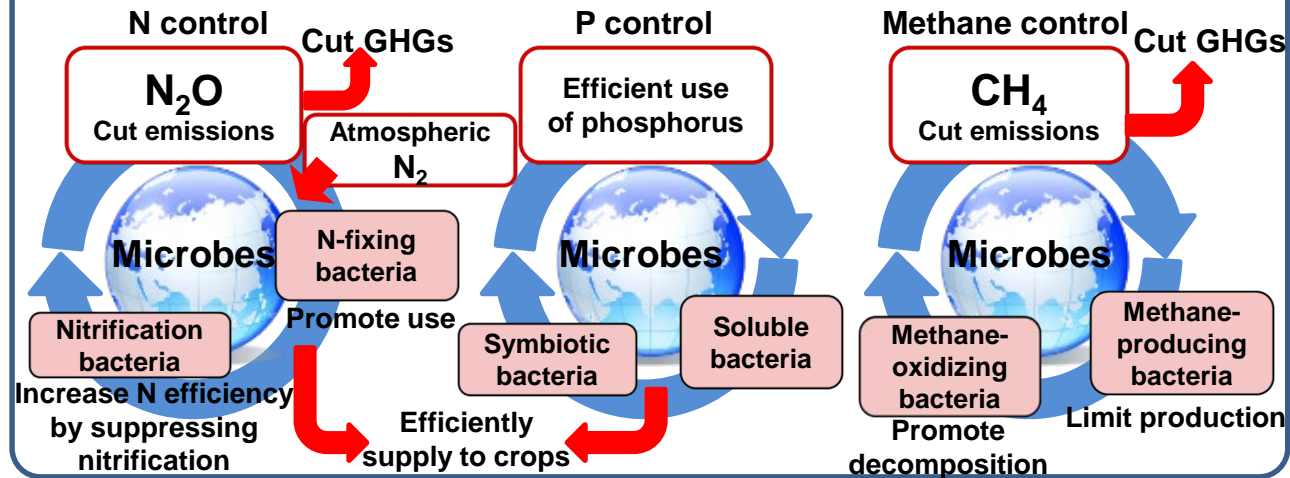 N control
Cut GHGs
N₂O
Cut emissions
Atmospheric
N₂
Microbes
N-fixing
bacteria
Promote use
Nitrification
bacteria
Increase N efficiency
by suppressing
nitrification
P control
Efficient use
of phosphorus
Microbes
Symbiotic
bacteria
Soluble
bacteria
Efficiently
supply to crops
Methane control
Cut GHGs
CH₄
Cut emissions
Microbes
Methane-
oxidizing
bacteria
Promote
decomposition
Methane-
producing
bacteria
Limit production